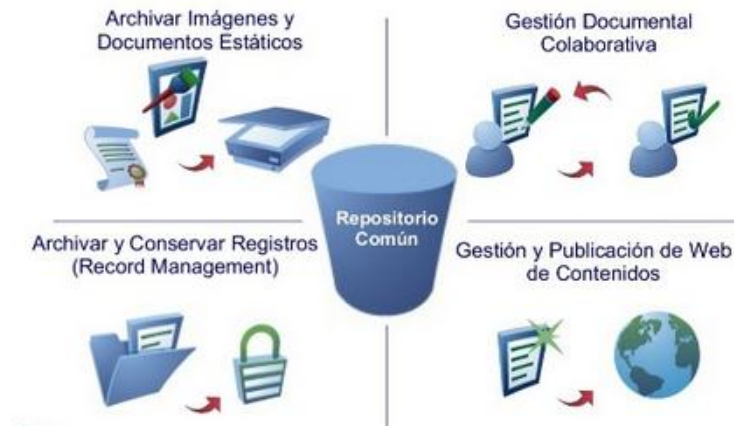 Archivar Imágenes y
Documentos Estáticos
Gestión Documental
Colaborativa
Repositorio
Común
Archivar y Conservar Registros
(Record Management)
Gestión y Publicación de Web
de Contenidos